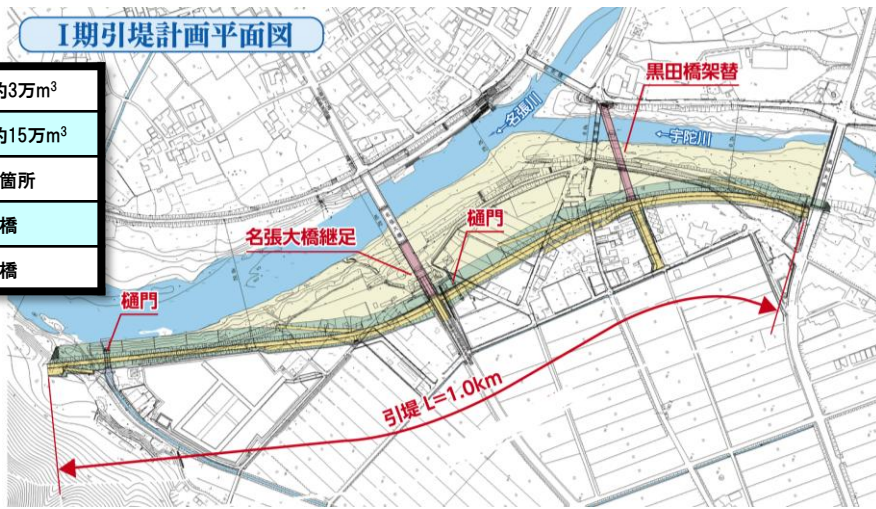 I期引堤計画平面図
約3万m³
約15万m³
箇所
橋
橋
黒田橋架替
名張川
宇陀川
名張大橋継足
樋門
樋門
引堤 L=1.0km